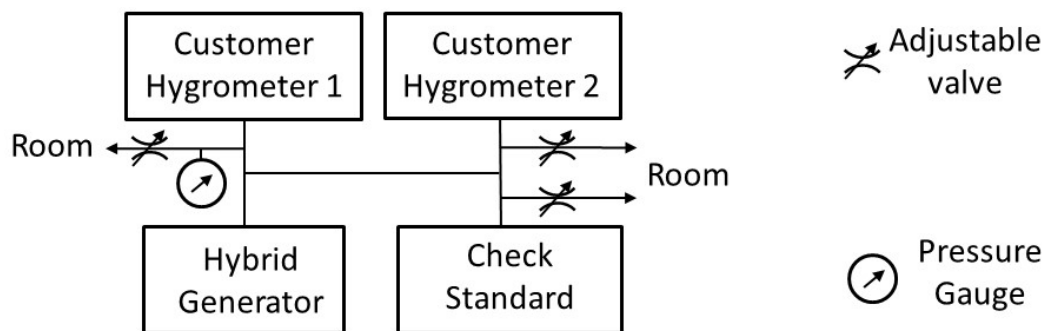 Customer
Hygrometer 1
Customer
Hygrometer 2
Adjustable
valve
Room
Room
Hybrid
Generator
Check
Standard
Pressure
Gauge